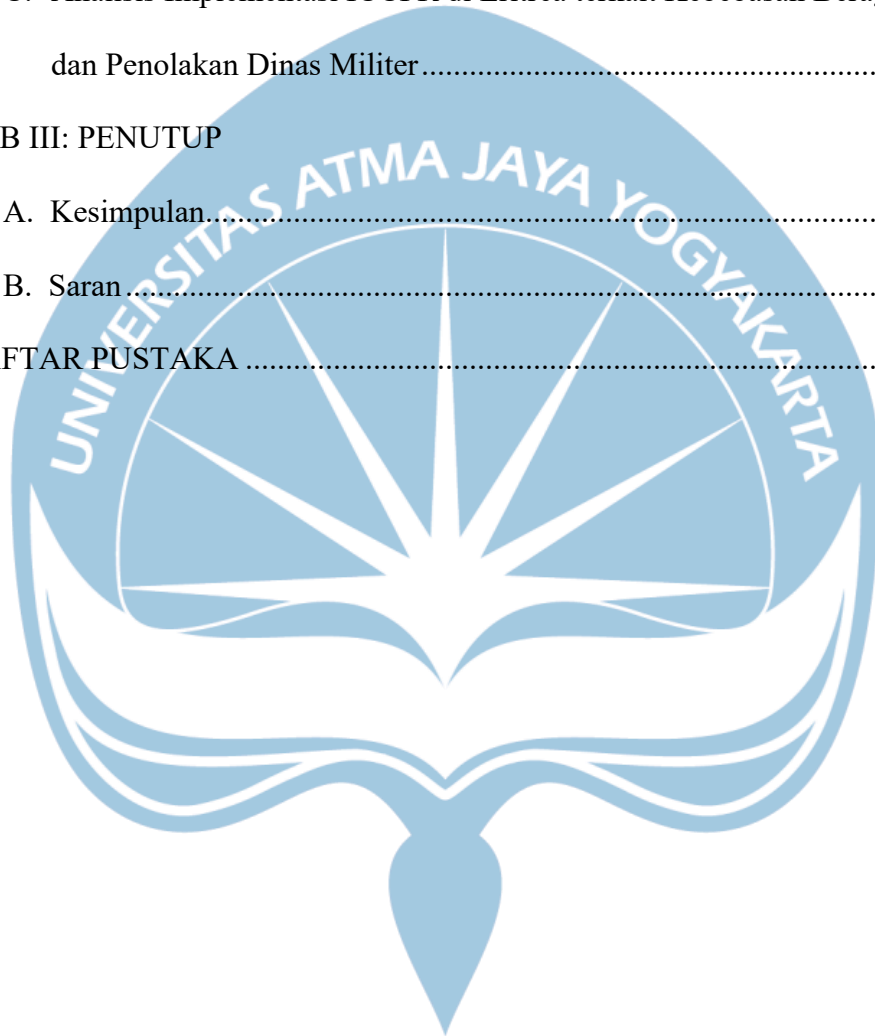 dan Penolakan Dinas Militer
B III: PENUTUP
A. Kesimpulan
B. Saran
FTAR PUSTAKA
UNIVERSITAS ATMA JAYA YOGYAKARTA